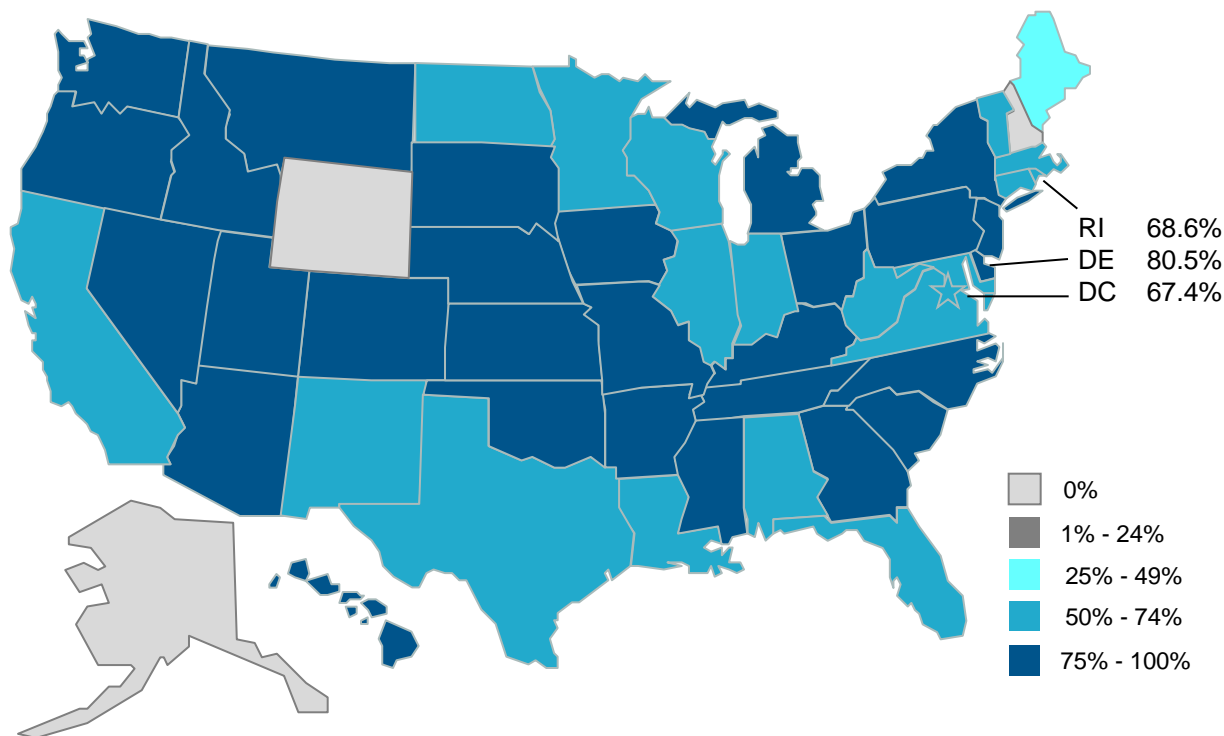 RI 68.6%
DE 80.5%
DC 67.4%
0%
1% - 24%
25% - 49%
50% - 74%
75% - 100%